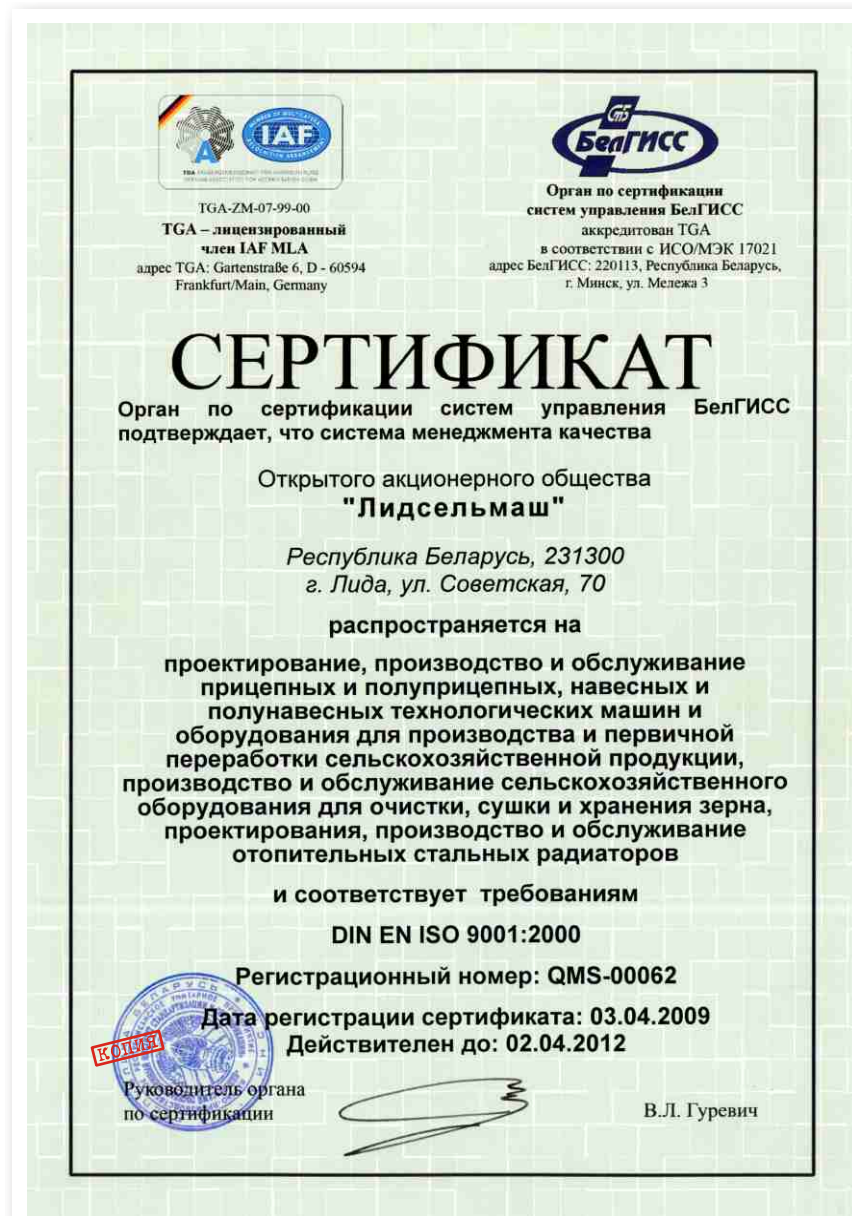 IAF
TGA-ZM-07-99-00
TGA – лицензированный
член IAF MLA
адрес TGA: Gartenstraße 6, D - 60594
Frankfurt/Main, Germany
СТБ
БелГИСС
Орган по сертификации
систем управления БелГИСС
аккредитован TGA
в соответствии с ИСО/МЭК 17021
адрес БелГИСС: 220113, Республика Беларусь,
г. Минск, ул. Мележа 3
СЕРТИФИКАТ
Орган по сертификации систем управления БелГИСС
подтверждает, что система менеджмента качества
Открытого акционерного общества
"Лидсельмаш"
Республика Беларусь, 231300
г. Лида, ул. Советская, 70
распространяется на
проектирование, производство и обслуживание
прицепных и полуприцепных, навесных и
полунавесных технологических машин и
оборудования для производства и первичной
переработки сельскохозяйственной продукции,
производство и обслуживание сельскохозяйственного
оборудования для очистки, сушки и хранения зерна,
проектирования, производство и обслуживание
отопительных стальных радиаторов
и соответствует требованиям
DIN EN ISO 9001:2000
Регистрационный номер: QMS-00062
Дата регистрации сертификата: 03.04.2009
Действителен до: 02.04.2012
КОПИЯ
Руководитель органа
по сертификации
В.Л. Гуревич